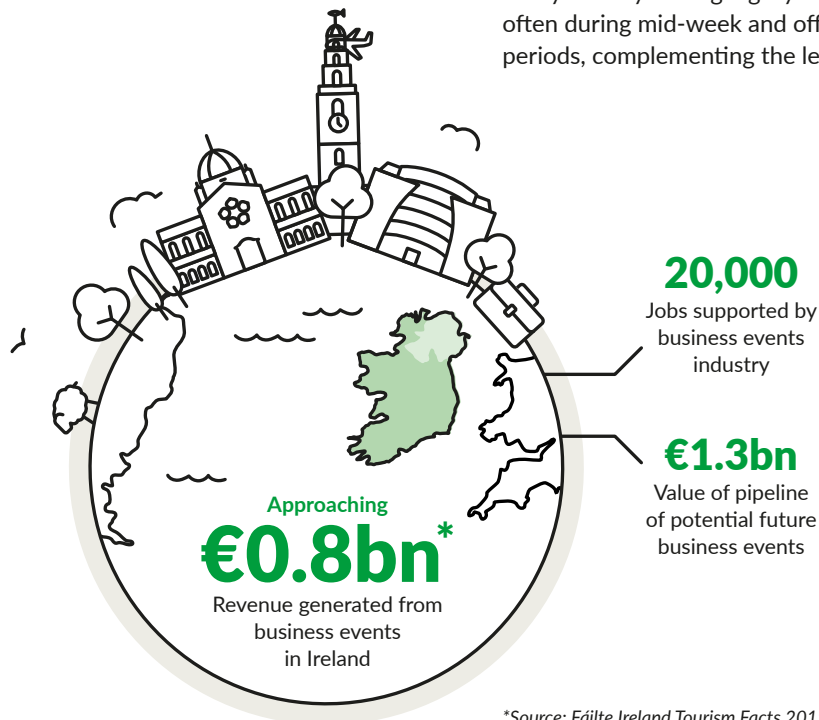 often during mid-week and off
periods, complementing the le
20,000
Jobs supported by
business events
industry
€1.3bn
Value of pipeline
of potential future
business events
Approaching
€0.8bn*
Revenue generated from
business events
in Ireland
*Source: Fáilte Ireland Tourism Facts 201